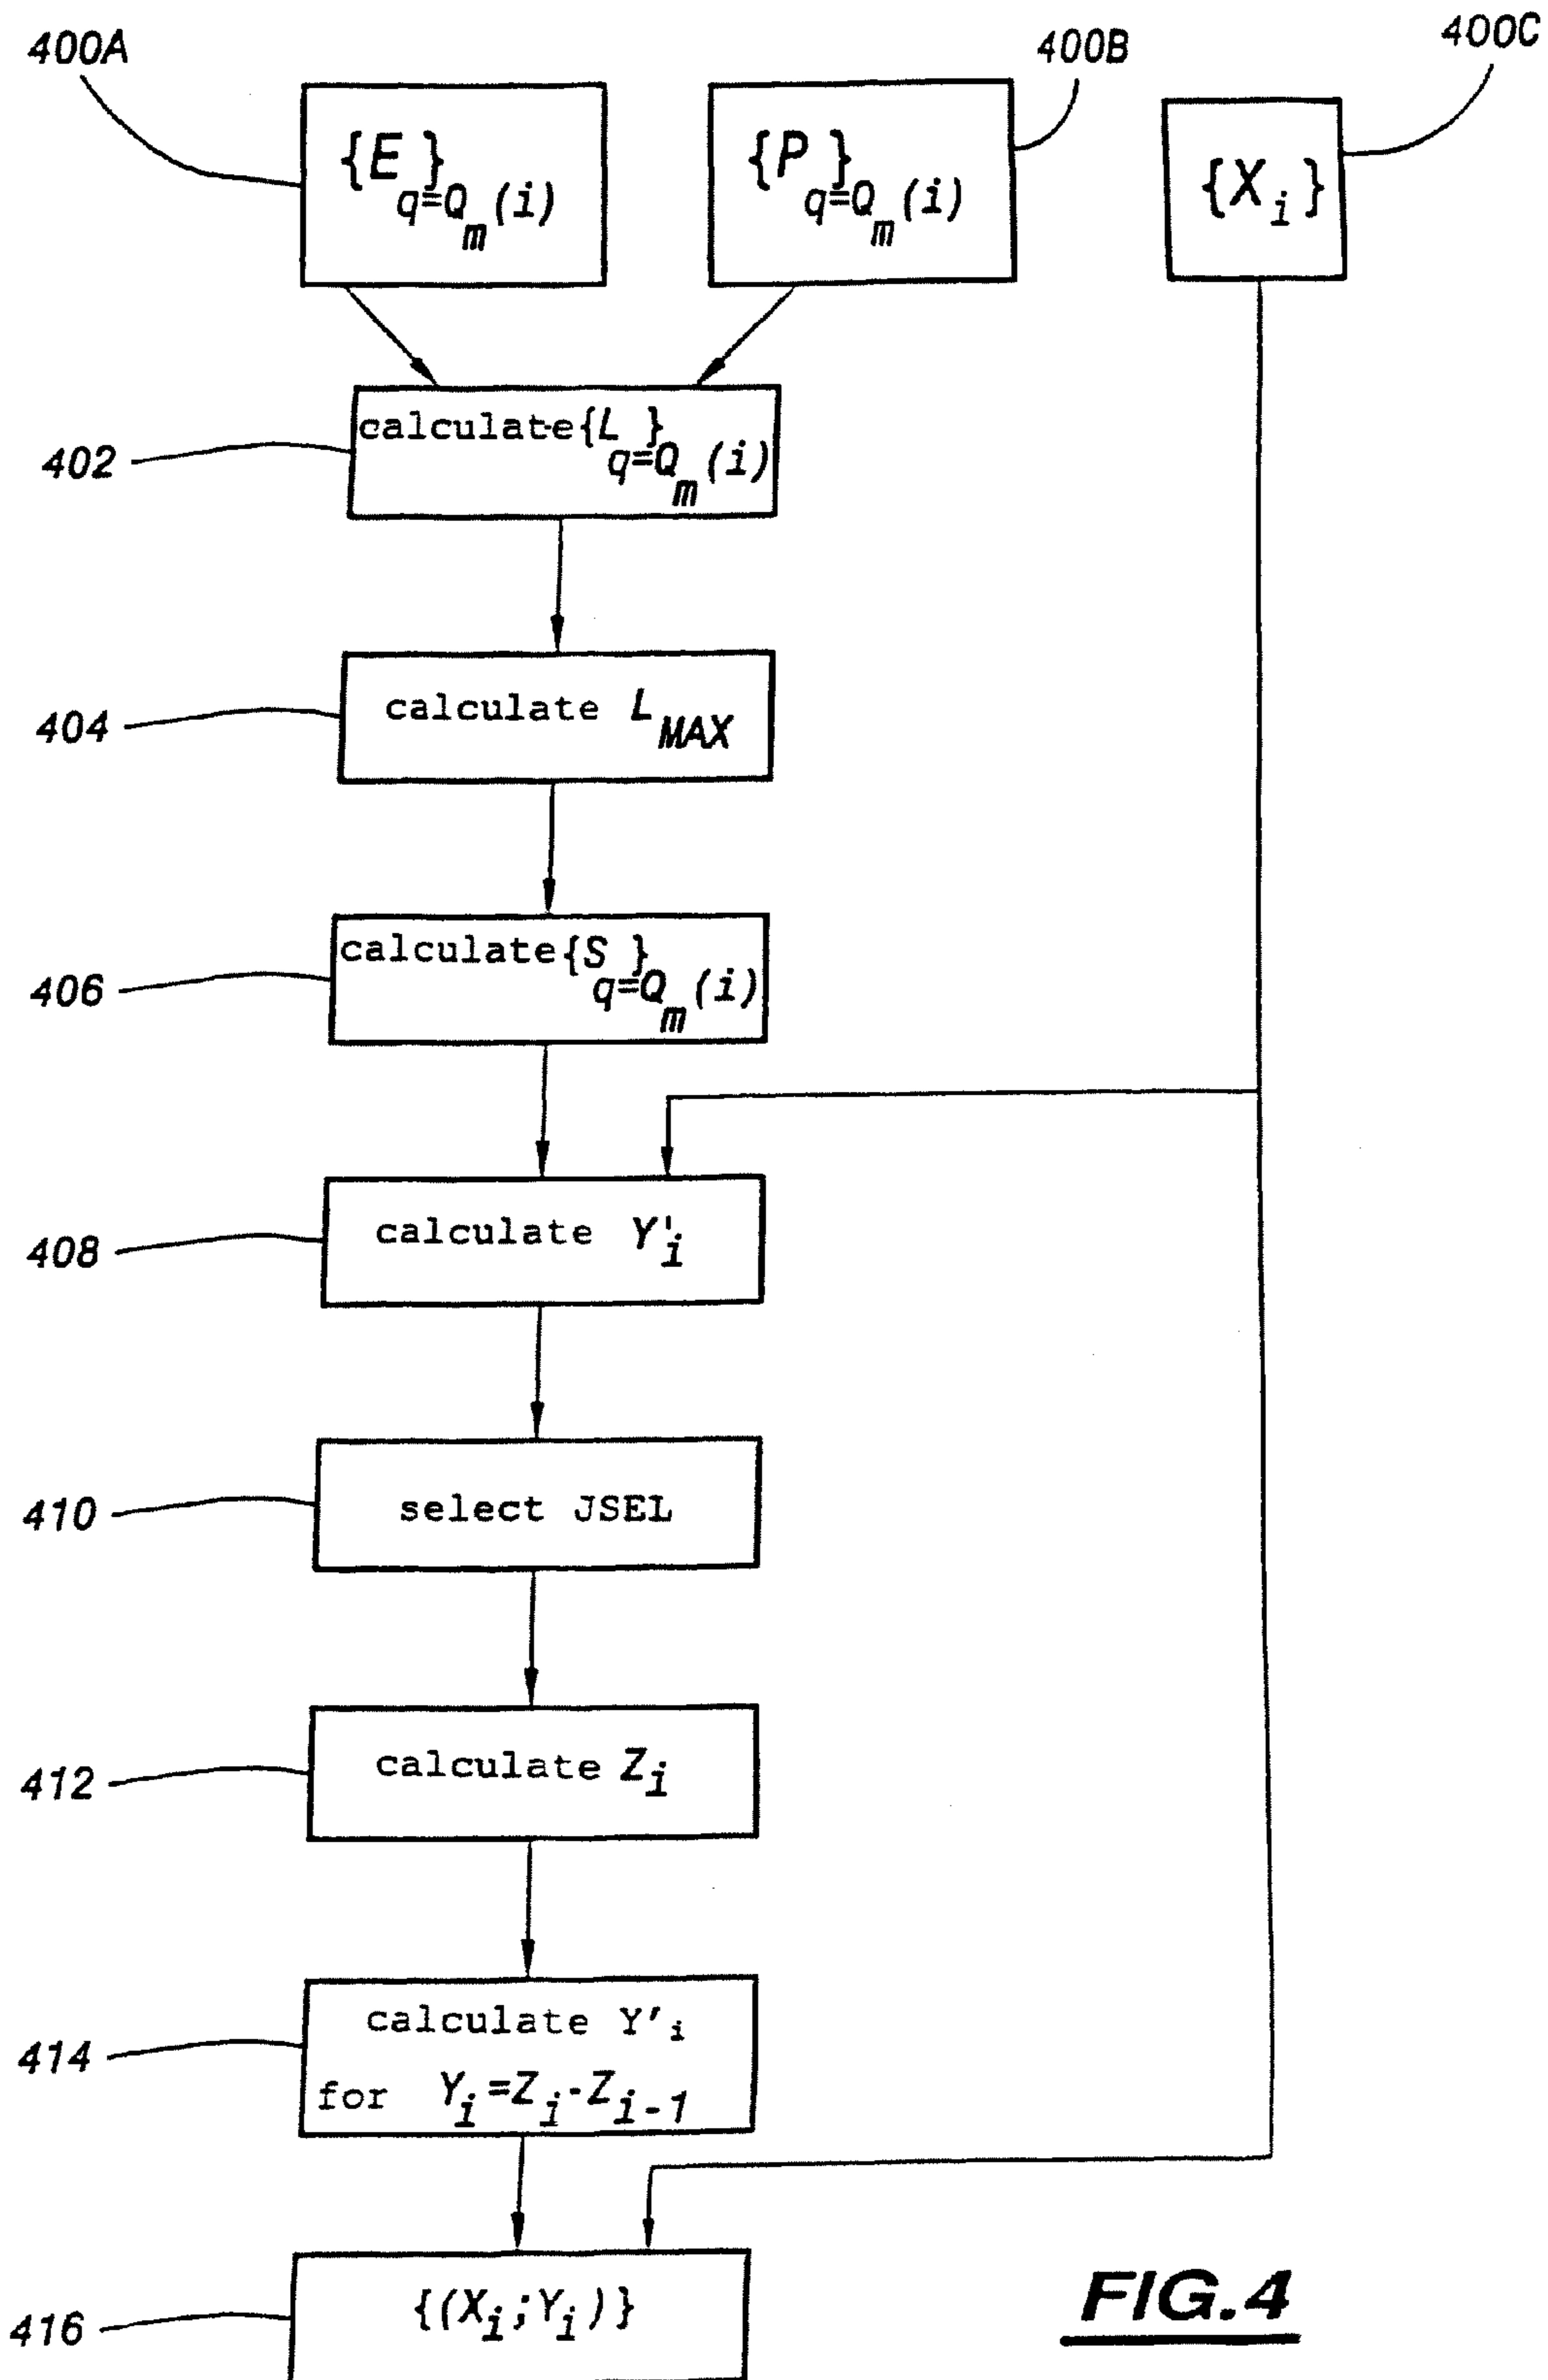 400A
400B
400C
{E }q=Qm(i)
{P }q=Qm(i)
{Xi}
402
calculate{L }q=Qm(i)
404
calculate LMAX
406
calculate{S }q=Qm(i)
408
calculate Y'i
410
select JSEL
412
calculate Zi
414
calculate Y'i
for Yi=Zi-Zi-1
416
{(Xi;Yi)}
FIG.4